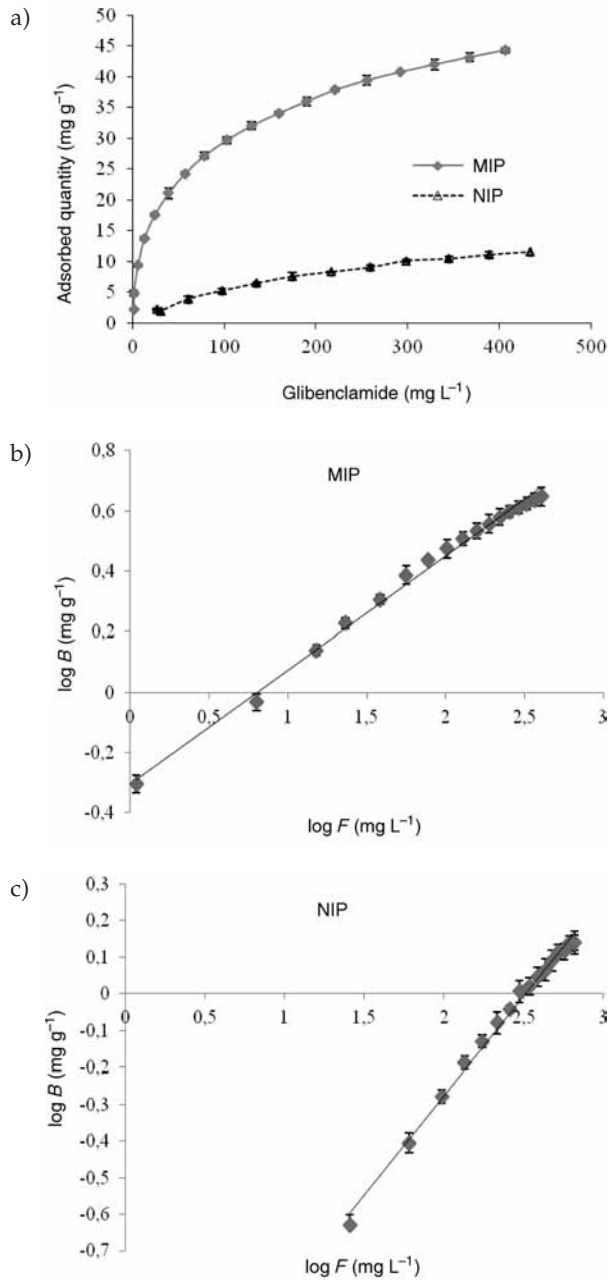 a)
50
45
40
35
30
25
20
15
10
5
0
Adsorbed quantity (mg g⁻¹)
MIP
NIP
0 100 200 300 400 500
Glibenclamide (mg L⁻¹)
b)
MIP
0,8
0,6
0,4
0,2
0
-0,2
-0,4
log B (mg g⁻¹)
0 0,5 1 1,5 2 2,5 3
log F (mg L⁻¹)
c)
NIP
0,3
0,2
0,1
0
-0,1
-0,2
-0,3
-0,4
-0,5
-0,6
-0,7
log B (mg g⁻¹)
0 0,5 1 1,5 2 2,5 3
log F (mg L⁻¹)